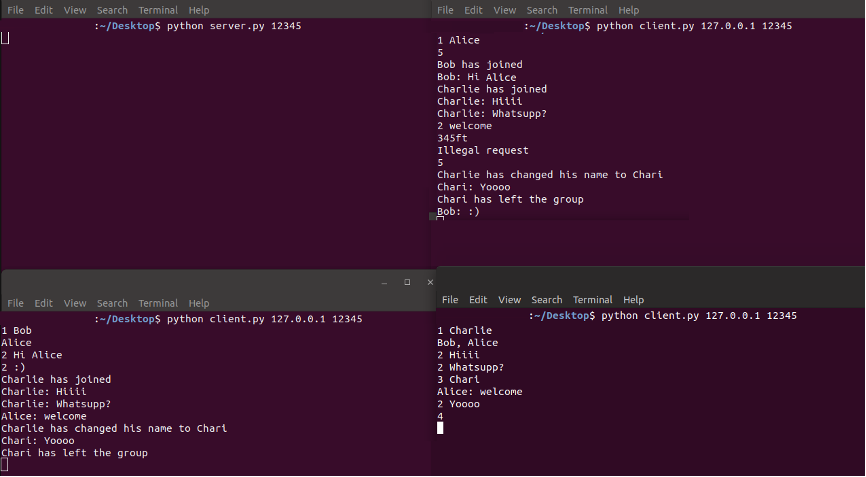 File Edit View Search Terminal Help
:~/Desktop$ python server.py 12345
File Edit View Search Terminal Help
:~/Desktop$ python client.py 127.0.0.1 12345
1 Alice
5
Bob has joined
Bob: Hi Alice
Charlie has joined
Charlie: Hiiii
Charlie: Whatsupp?
2 welcome
345ft
Illegal request
5
Charlie has changed his name to Chari
Chari: Yoooo
Chari has left the group
Bob: :)
File Edit View Search Terminal Help
:~/Desktop$ python client.py 127.0.0.1 12345
1 Bob
Alice
2 Hi Alice
2 :)
Charlie has joined
Charlie: Hiiii
Charlie: Whatsupp?
Alice: welcome
Charlie has changed his name to Chari
Chari: Yoooo
Chari has left the group
File Edit View Search Terminal Help
:~/Desktop$ python client.py 127.0.0.1 12345
1 Charlie
Bob, Alice
2 Hiiii
2 Whatsupp?
3 Chari
Alice: welcome
2 Yoooo
4